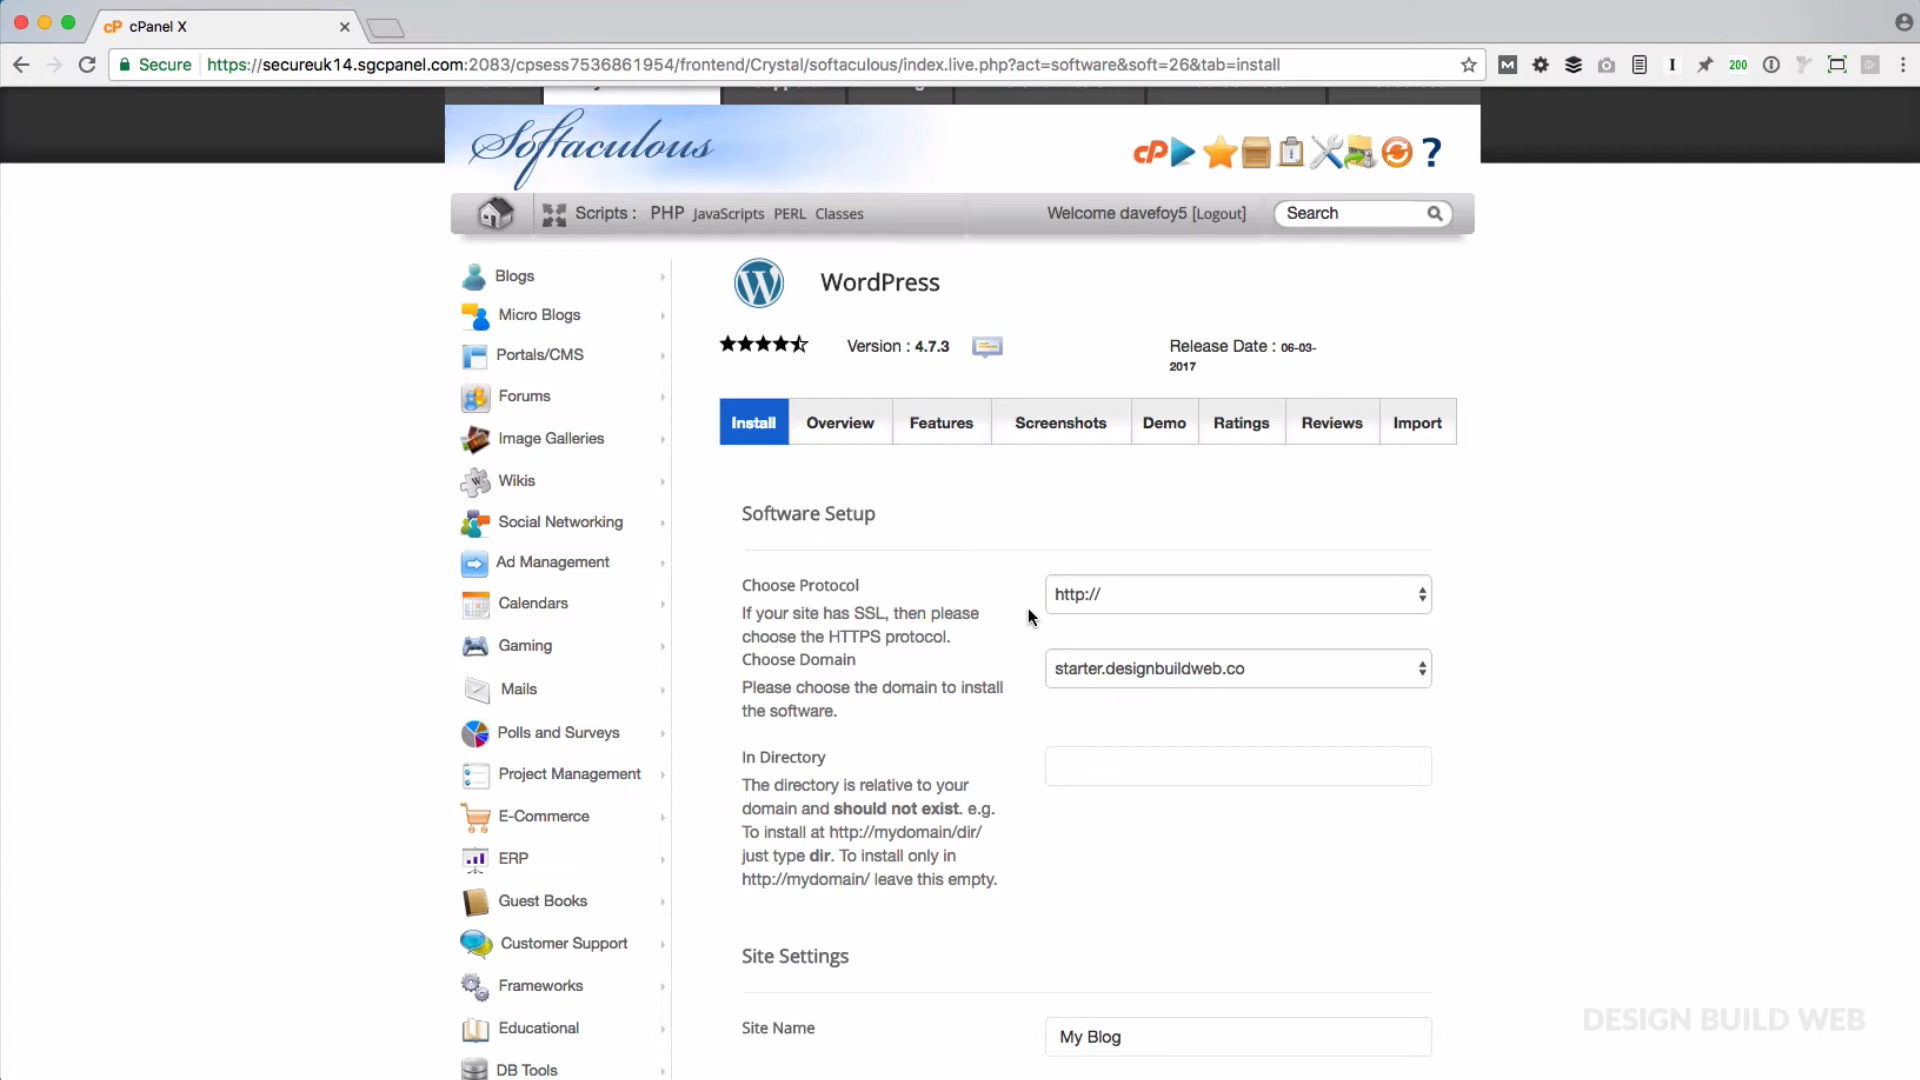 cP cPanel X
Secure https://secureuk14.sgcpanel.com:2083/cpsess7536861954/frontend/Crystal/softaculous/index.live.php?act=software&soft=26&tab=install
200
Softaculous
cP
?
Scripts : PHP JavaScripts PERL Classes
Welcome davefoy5 [Logout]
Search
Blogs
Micro Blogs
Portals/CMS
Forums
Image Galleries
Wikis
Social Networking
Ad Management
Calendars
Gaming
Mails
Polls and Surveys
Project Management
E-Commerce
ERP
Guest Books
Customer Support
Frameworks
Educational
DB Tools
WordPress
Version : 4.7.3
Release Date : 06-03-
2017
Install Overview Features Screenshots Demo Ratings Reviews Import
Software Setup
Choose Protocol
If your site has SSL, then please
choose the HTTPS protocol.
http://
Choose Domain
Please choose the domain to install
the software.
starter.designbuildweb.co
In Directory
The directory is relative to your
domain and should not exist. e.g.
To install at http://mydomain/dir/
just type dir. To install only in
http://mydomain/ leave this empty.
Site Settings
Site Name
My Blog
DESIGN BUILD WEB